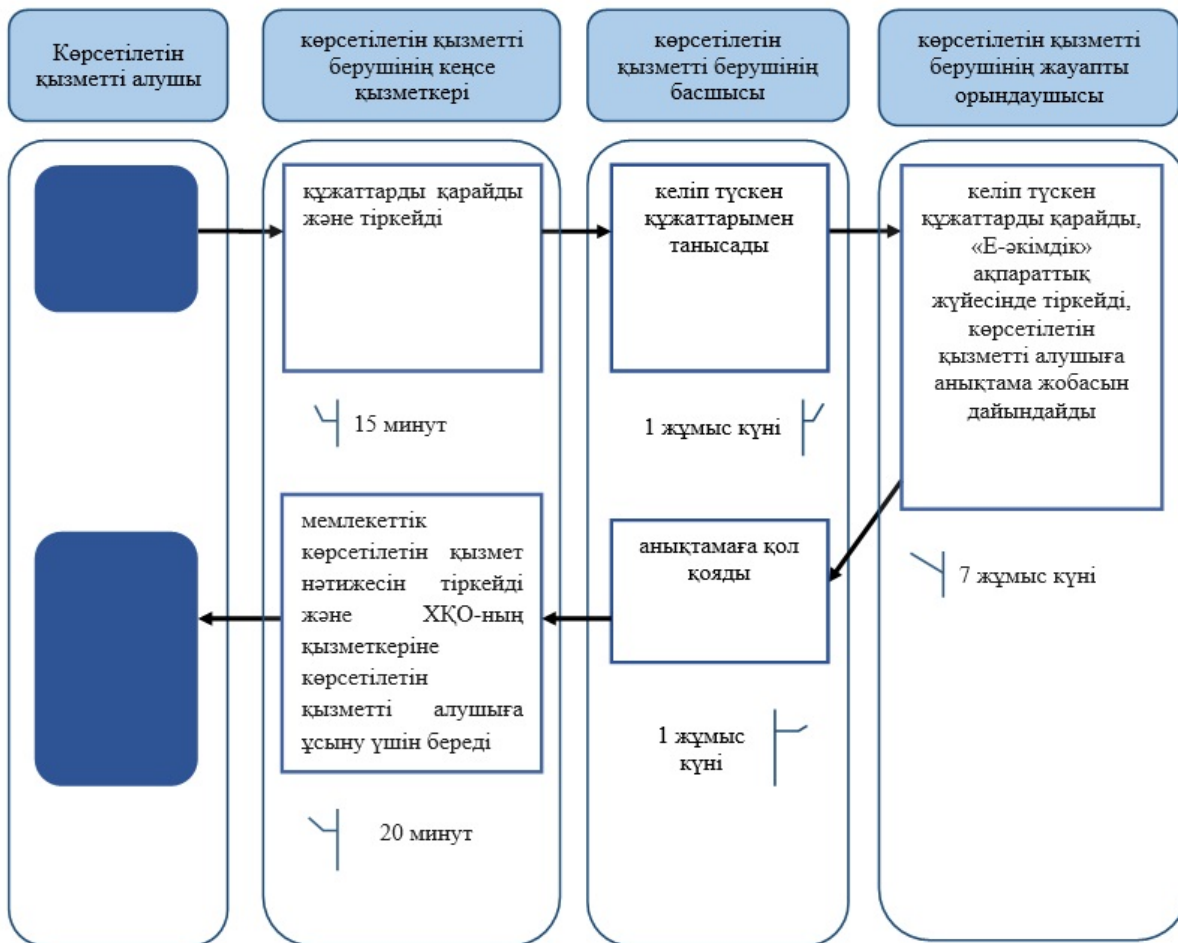 Көрсетілетін
қызметті алушы
көрсетілетін қызметті
берушінің кеңсе
қызметкері
көрсетілетін
қызметті берушінің
басшысы
көрсетілетін қызметті
берушінің жауапты
орындаушысы
құжаттарды қарайды
және тіркейді
келіп түскен
құжаттарымен
танысады
келіп түскен
құжаттарды қарайды,
«Е-әкімдік»
ақпараттық
жүйесінде тіркейді,
көрсетілетін
қызметті алушыға
анықтама жобасын
дайындайды
15 минут
1 жұмыс күні
7 жұмыс күні
анықтамаға қол
қояды
1 жұмыс
күні
мемлекеттік
көрсетілетін қызмет
нәтижесін тіркейді
және ХҚО-ның
қызметкеріне
көрсетілетін
қызметті алушыға
ұсыну үшін береді
20 минут